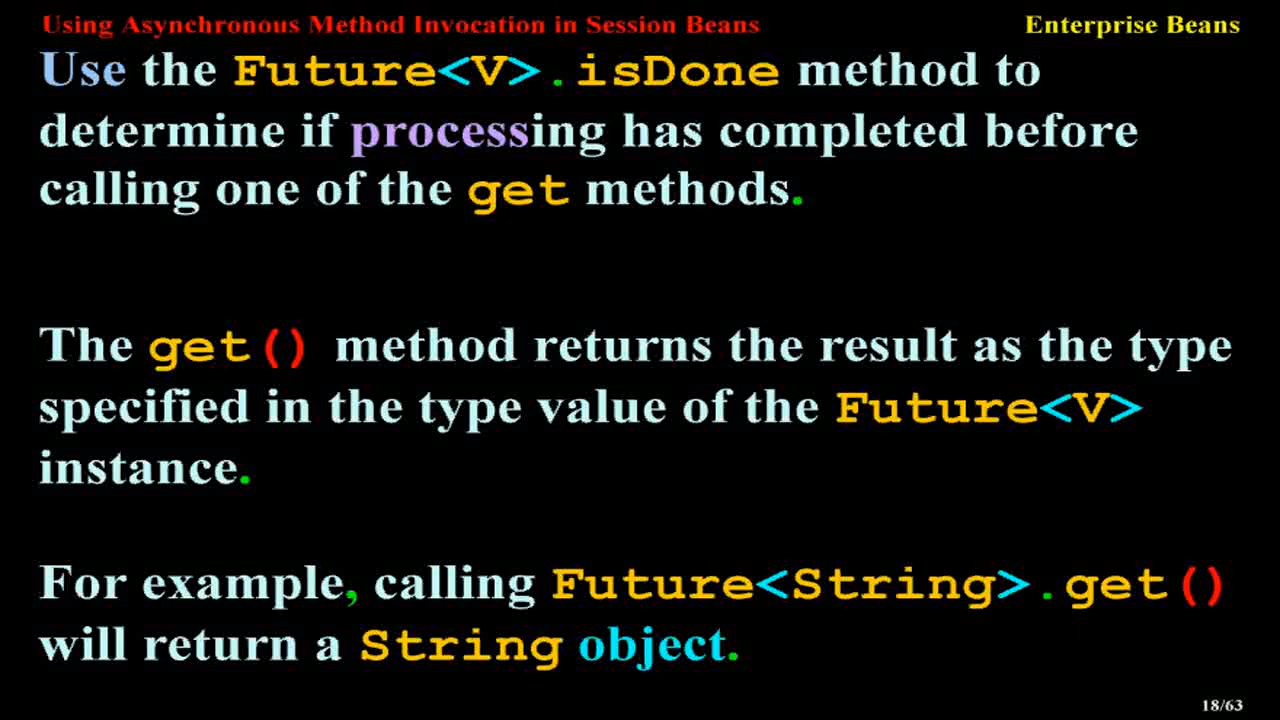 Using Asynchronous Method Invocation in Session Beans
Enterprise Beans
Use the Future<V>.isDone method to
determine if processing has completed before
calling one of the get methods.
The get() method returns the result as the type
specified in the type value of the Future<V>
instance.
For example, calling Future<String>.get()
will return a String object.
18/63